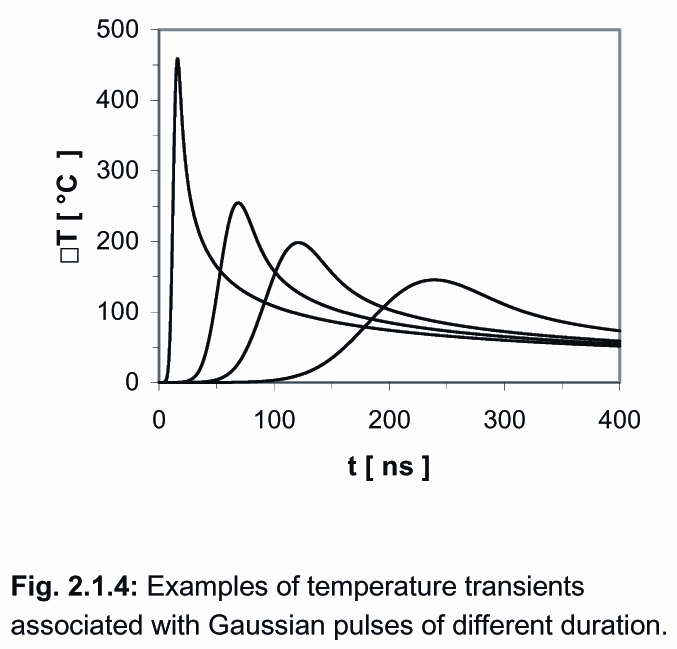 500
400
300
200
100
0
□T [ °C ]
0 100 200 300 400
t [ ns ]
Fig. 2.1.4: Examples of temperature transients
associated with Gaussian pulses of different duration.